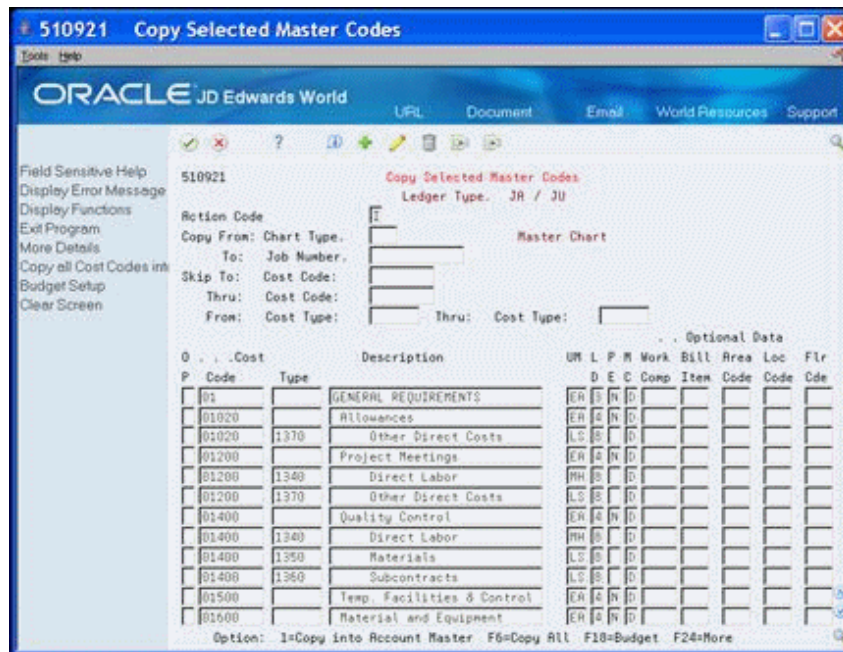 510921 Copy Selected Master Codes
Tools Help
ORACLE JD Edwards World
URL Document Email World Resources Support
Field Sensitive Help
Display Error Message
Display Functions
Exit Program
More Details
Copy all Cost Codes int
Budget Setup
Clear Screen
510921 Copy Selected Master Codes
Ledger Type. JA / JU
Action Code I
Copy From: Chart Type. Master Chart
To: Job Number.
Skip To: Cost Code:
Thru: Cost Code:
From: Cost Type: Thru: Cost Type:
. . Optional Data
O . . .Cost Description UM L P M Work Bill Area Loc Flr
P Code Type D E C Comp Item Code Code Cde
01 GENERAL REQUIREMENTS EA 3 N D
01020 Allowances EA 4 N D
01020 1370 Other Direct Costs LS 8 D
01200 Project Meetings EA 4 N D
01200 1340 Direct Labor MH 8 D
01200 1370 Other Direct Costs LS 8 D
01400 Quality Control EA 4 N D
01400 1340 Direct Labor MH 8 D
01400 1350 Materials LS 8 D
01400 1360 Subcontracts LS 8 D
01500 Temp. Facilities & Control EA 4 N D
01600 Material and Equipment EA 4 N D
Option: 1=Copy into Account Master F6=Copy All F18=Budget F24=More